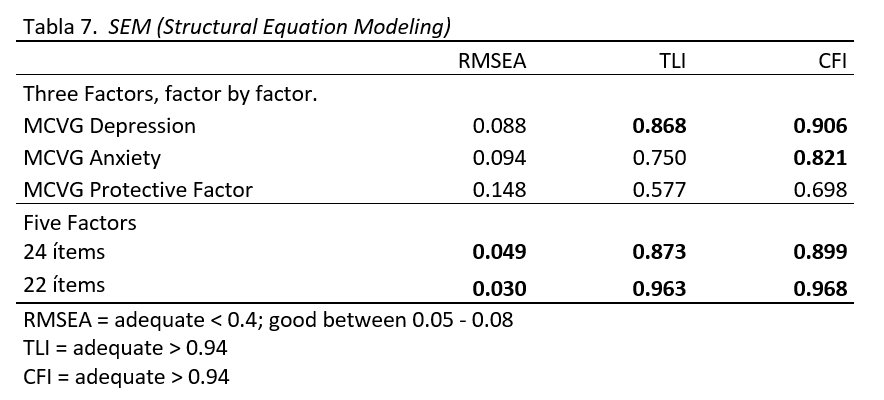 Tabla 7. SEM (Structural Equation Modeling)
RMSEA TLI CFI
Three Factors, factor by factor.
MCVG Depression 0.088 0.868 0.906
MCVG Anxiety 0.094 0.750 0.821
MCVG Protective Factor 0.148 0.577 0.698
Five Factors
24 ítems 0.049 0.873 0.899
22 ítems 0.030 0.963 0.968
RMSEA = adequate < 0.4; good between 0.05 - 0.08
TLI = adequate > 0.94
CFI = adequate > 0.94